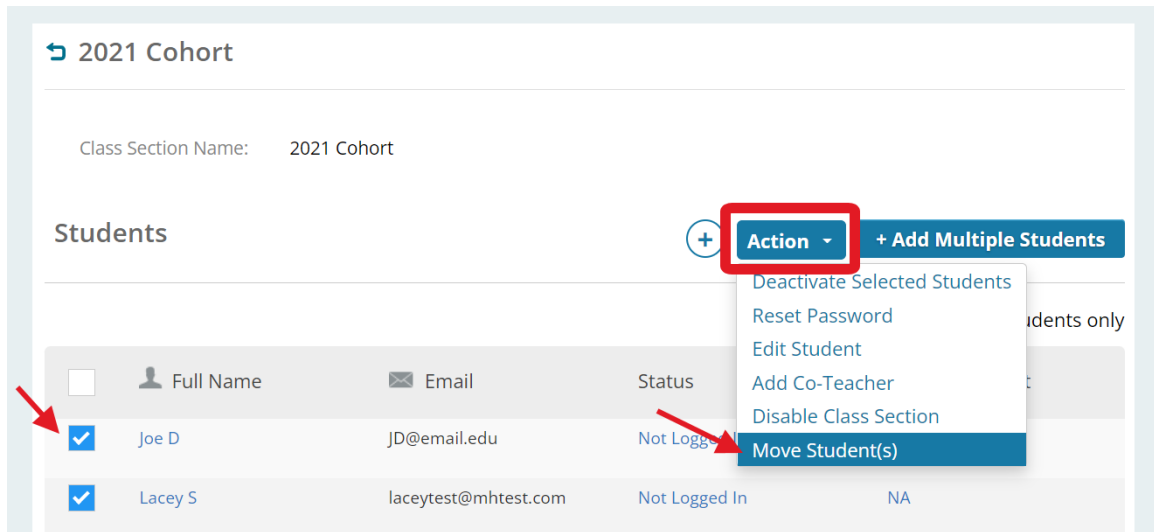 2021 Cohort
Class Section Name: 2021 Cohort
Students
+ Action + Add Multiple Students
Deactivate Selected Students
Reset Password
only
Edit Student
Add Co-Teacher
Disable Class Section
Move Student(s)
Full Name Email Status
Joe D JD@email.edu Not Logged
Lacey S laceytest@mhtest.com Not Logged In NA